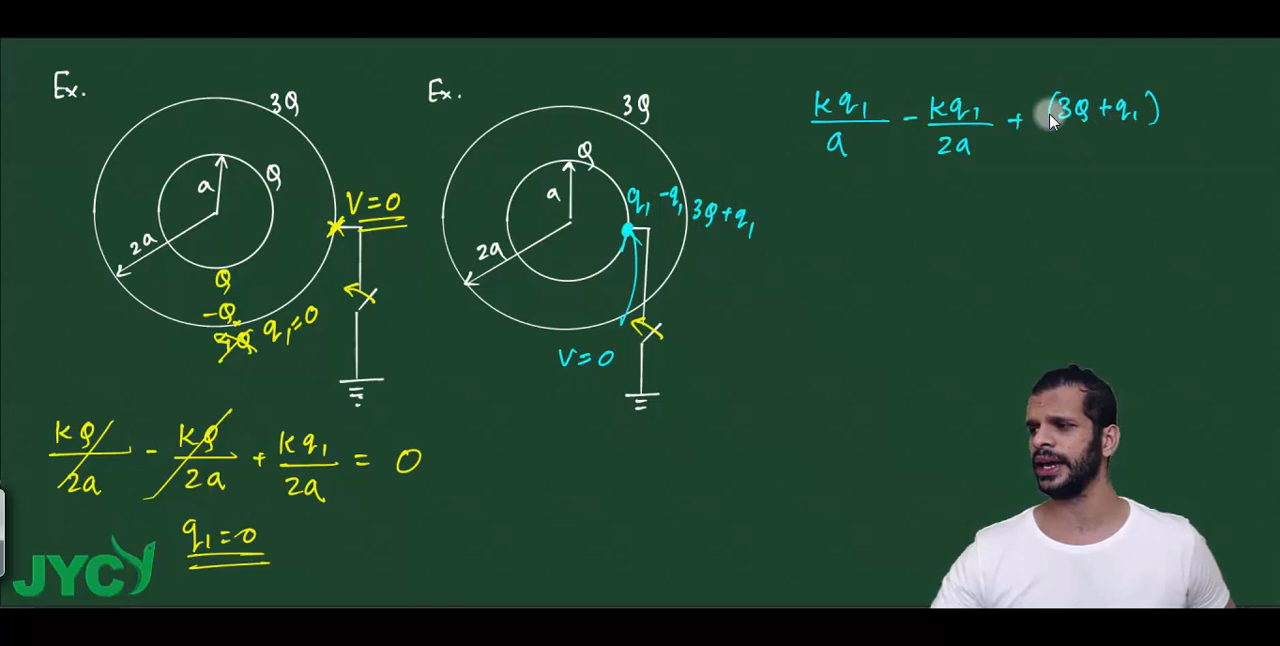 Ex.
3Q
Q
a
2a
V=0
Q
-Q
q₁=0
kQ/2a - kQ/2a + kq₁/2a = 0
q₁=0
JYCY
Ex.
3Q
Q
a
2a
q₁ -q₁ 3Q+q₁
V=0
kq₁/a - kq₁/2a + (3Q+q₁)